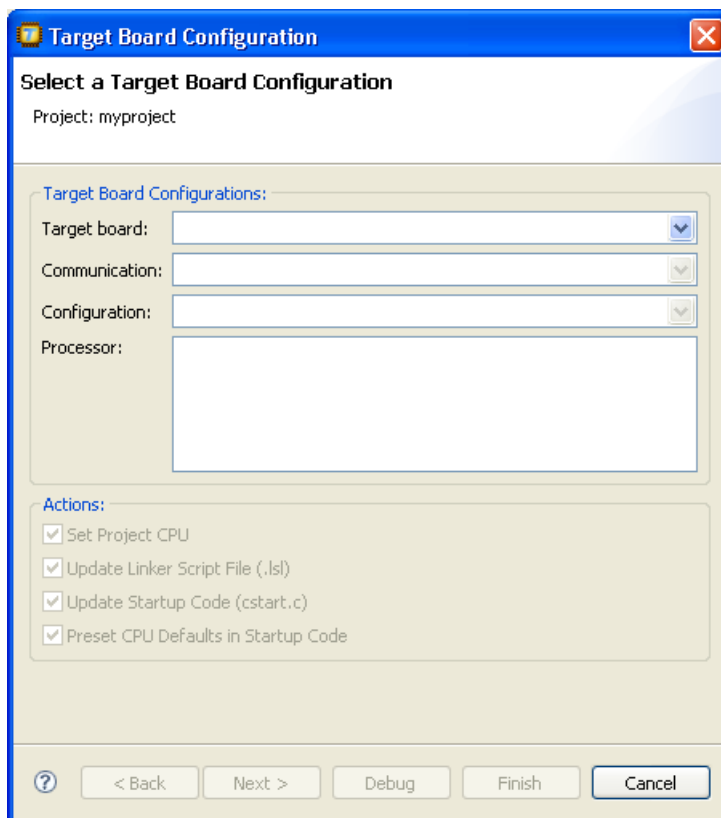 Target Board Configuration
Select a Target Board Configuration
Project: myproject
Target Board Configurations:
Target board:
Communication:
Configuration:
Processor:
Actions:
Set Project CPU
Update Linker Script File (.lsl)
Update Startup Code (cstart.c)
Preset CPU Defaults in Startup Code
? < Back Next > Debug Finish Cancel